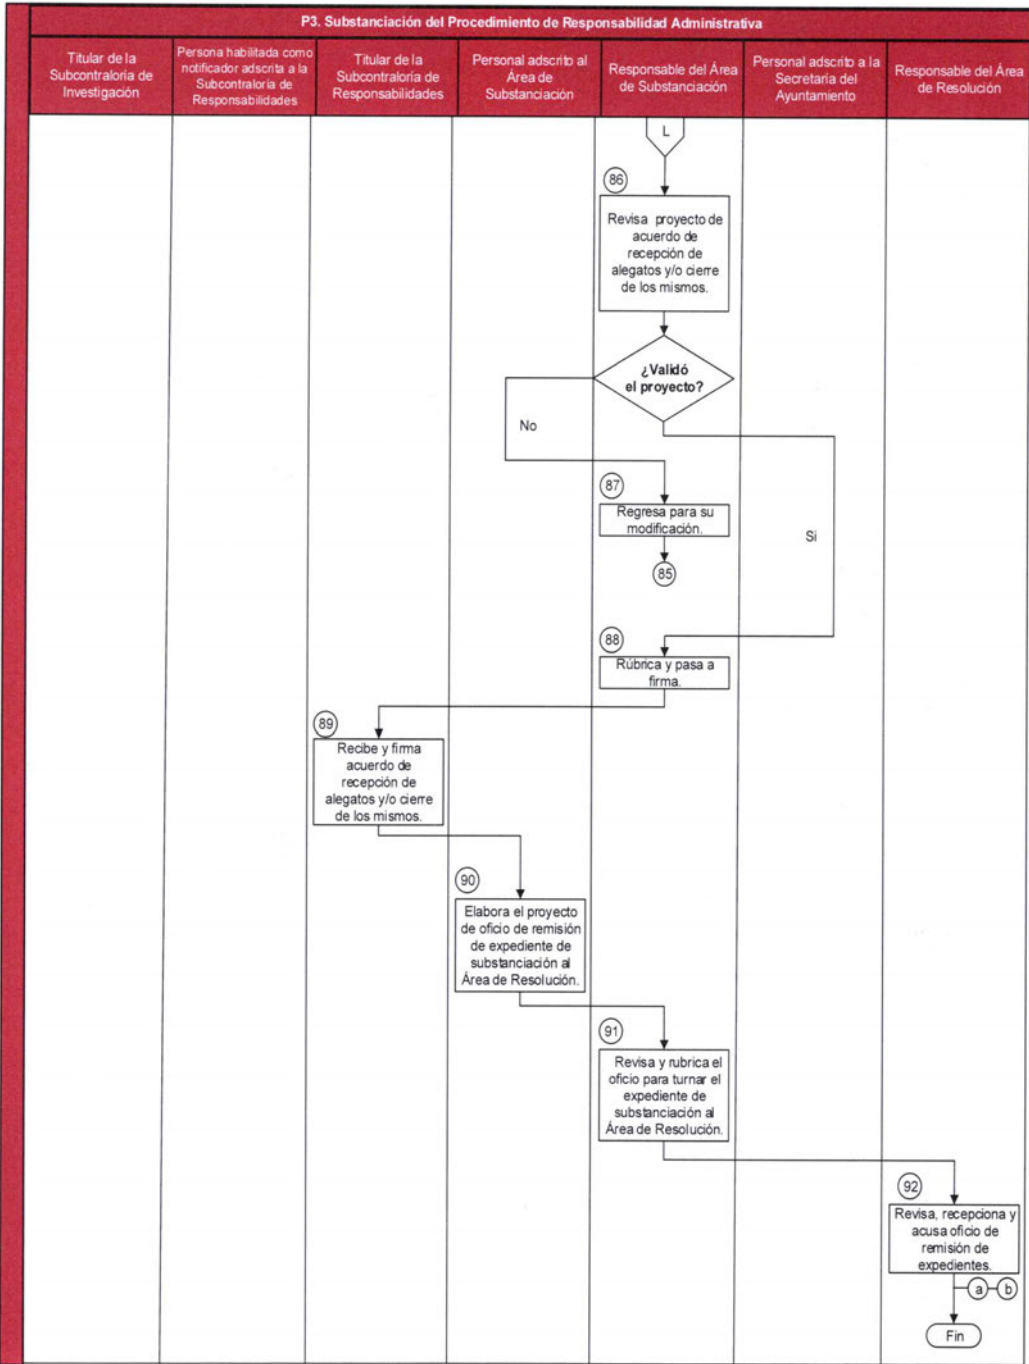 P3. Substanciación del Procedimiento de Responsabilidad Administrativa
Titular de la
Subcontraloría de
Investigación
Persona habilitada como
notificador adscrita a la
Subcontraloría de
Responsabilidades
Titular de la
Subcontraloría de
Responsabilidades
Personal adscrito al
Área de
Substanciación
Responsable del Área
de Substanciación
Personal adscrito a la
Secretaría del
Ayuntamiento
Responsable del Área
de Resolución
L
86
Revisa proyecto de
acuerdo de
recepción de
alegatos y/o cierre
de los mismos.
¿Validó
el proyecto?
No
87
Regresa para su
modificación.
Si
85
88
Rúbrica y pasa a
firma.
89
Recibe y firma
acuerdo de
recepción de
alegatos y/o cierre
de los mismos.
90
Elabora el proyecto
de oficio de remisión
de expediente de
substanciación al
Área de Resolución.
91
Revisa y rubrica el
oficio para turnar el
expediente de
substanciación al
Área de Resolución.
92
Revisa, recepciona y
acusa oficio de
remisión de
expedientes.
a
b
Fin